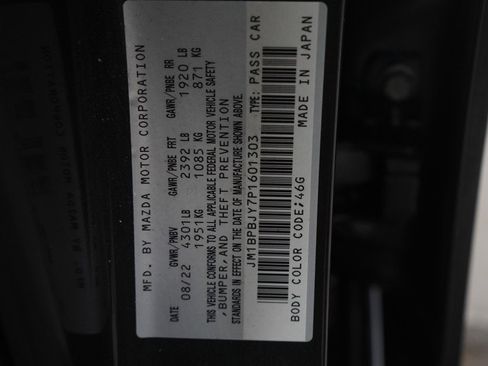 MFD. BY MAZDA MOTOR CORPORATION
DATE GVWR/PNBV GAWR/PNBE FRT GAWR/PNBE RR
08/22 4301LB 2392 LB 1920 LB
1951KG 1085 KG 871 KG
THIS VEHICLE CONFORMS TO ALL APPLICABLE FEDERAL MOTOR VEHICLE SAFETY
,BUMPER,AND THEFT PREVENTION
STANDARDS IN EFFECT ON THE DATE OF MANUFACTURE SHOWN ABOVE.
JM1BPBJY7P1601303 TYPE: PASS CAR
BODY COLOR CODE;46G MADE IN JAPAN